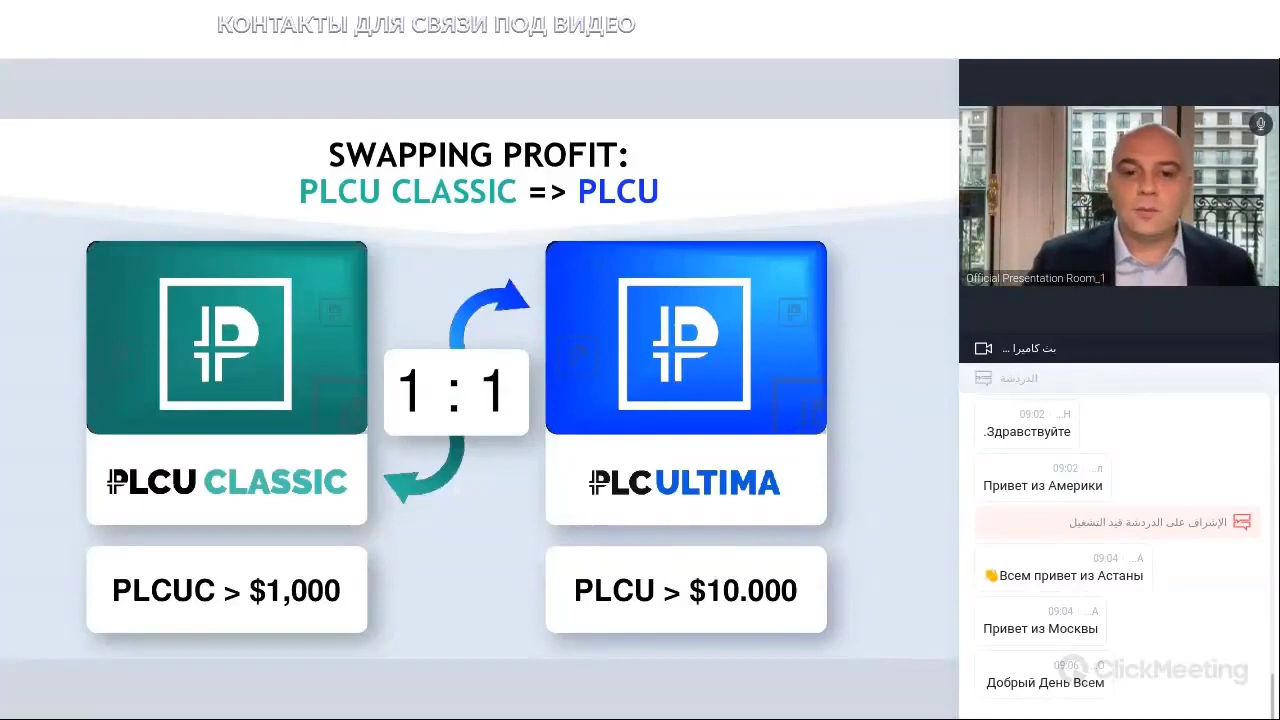 КОНТАКТЫ ДЛЯ СВЯЗИ ПОД ВИДЕО
SWAPPING PROFIT:
PLCU CLASSIC => PLCU
1 : 1
PLCU CLASSIC
PLCULTIMA
PLCUC > $1,000
PLCU > $10.000
Official Presentation Room_1
بث كاميرا ...
الدردشة
09:02 · ...H
Здравствуйте.
09:02 · ...л
Привет из Америки
الإشراف على الدردشة قيد التشغيل
09:04 · ...A
👋Всем привет из Астаны
09:04 · ...A
Привет из Москвы
09:06 · ...O
Добрый День Всем
ClickMeeting